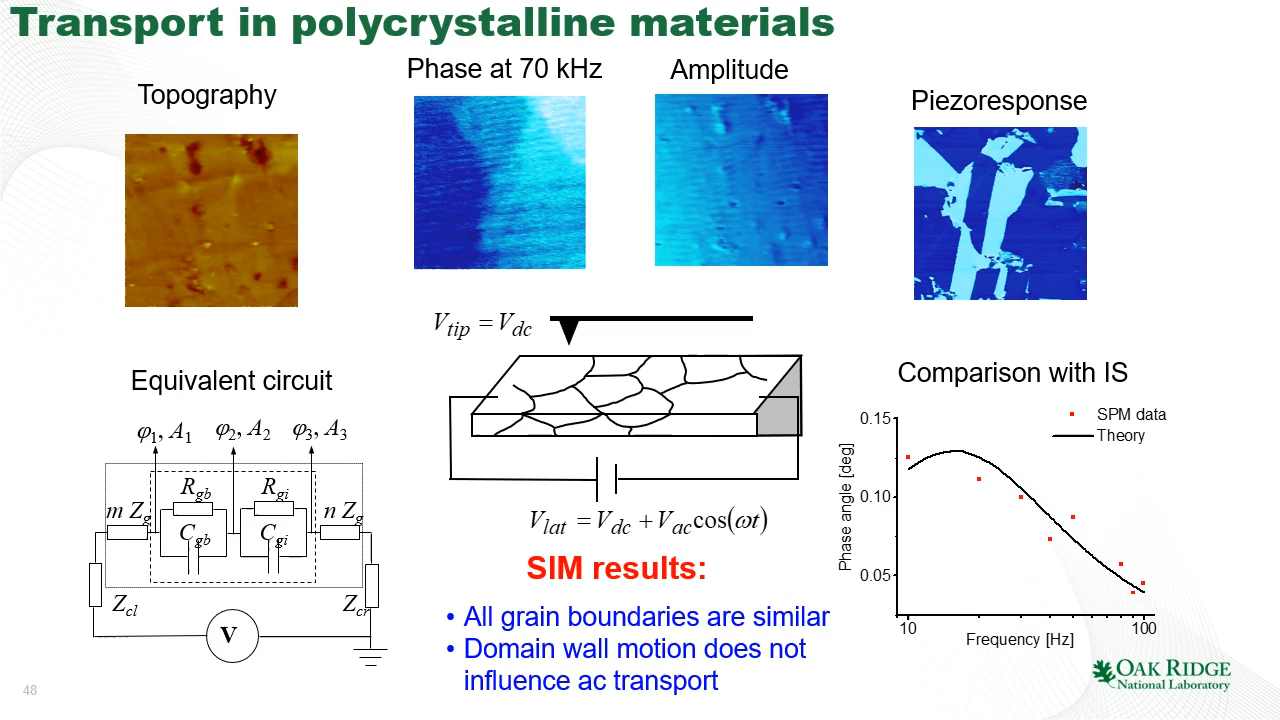 Transport in polycrystalline materials
Topography
Phase at 70 kHz
Amplitude
Piezoresponse
V_tip = V_dc
V_lat = V_dc + V_ac cos(ωt)
Equivalent circuit
φ₁, A₁ φ₂, A₂ φ₃, A₃
R_gb R_gi
m Z_g n Z_g
C_gb C_gi
Z_cl Z_cr
V
SIM results:
• All grain boundaries are similar
• Domain wall motion does not
influence ac transport
Comparison with IS
SPM data
Theory
0.15
0.10
0.05
Phase angle [deg]
10 100
Frequency [Hz]
OAK RIDGE
National Laboratory
48